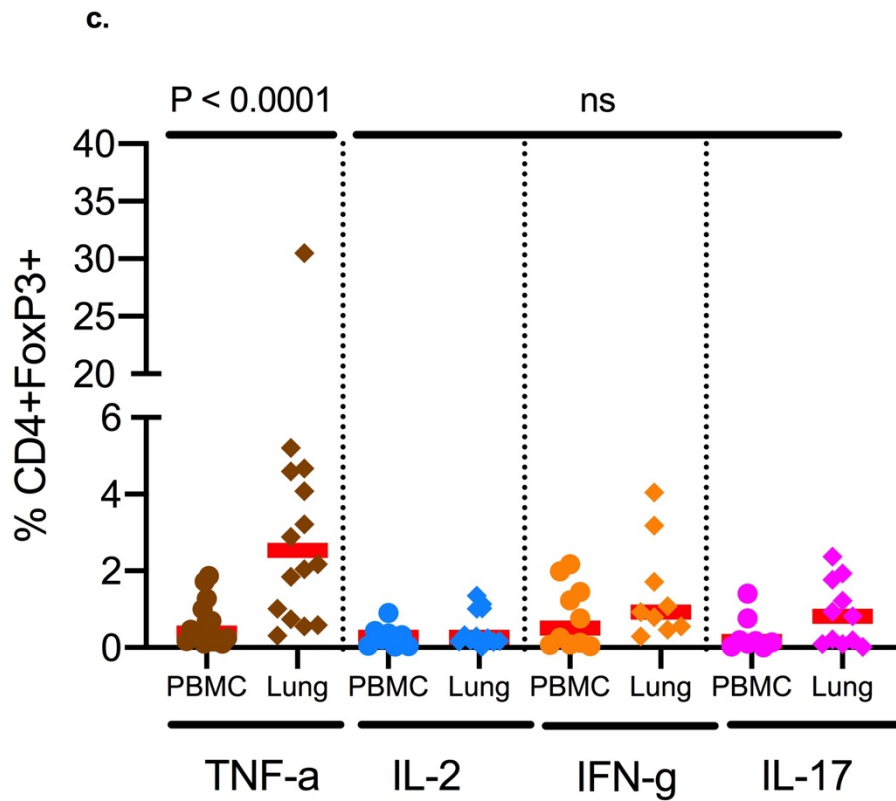 c.
P < 0.0001 ns
40
35
30
25
20
6
4
2
0
% CD4+FoxP3+
PBMC Lung PBMC Lung PBMC Lung PBMC Lung
TNF-a IL-2 IFN-g IL-17